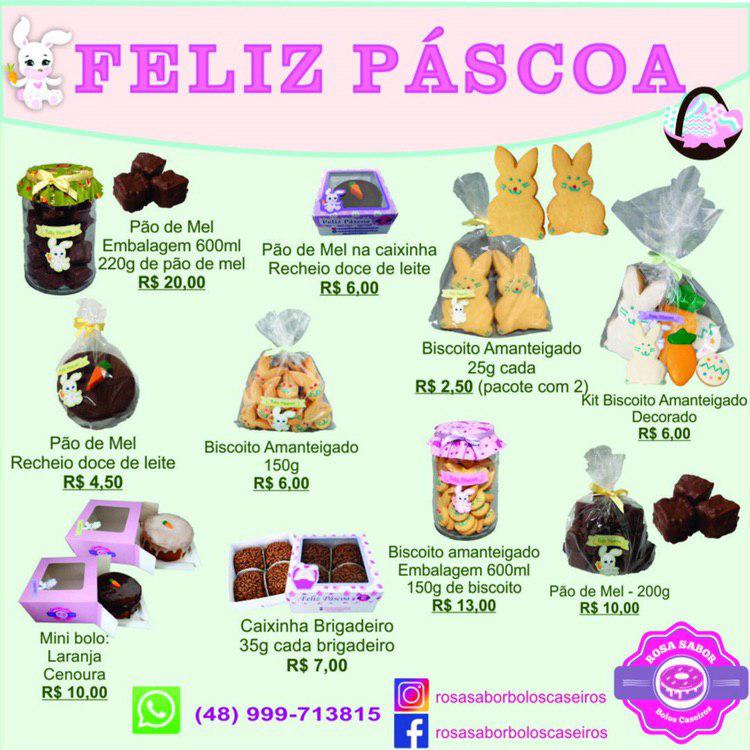 FELIZ PÁSCOA
Pão de Mel
Embalagem 600ml
220g de pão de mel
R$ 20,00
Feliz Páscoa
Pão de Mel na caixinha
Recheio doce de leite
R$ 6,00
Biscoito Amanteigado
25g cada
R$ 2,50 (pacote com 2)
Kit Biscoito Amanteigado
Decorado
R$ 6,00
Pão de Mel
Recheio doce de leite
R$ 4,50
Biscoito Amanteigado
150g
R$ 6,00
Biscoito amanteigado
Embalagem 600ml
150g de biscoito
R$ 13,00
Pão de Mel - 200g
R$ 10,00
Mini bolo:
Laranja
Cenoura
R$ 10,00
Feliz Páscoa
Caixinha Brigadeiro
35g cada brigadeiro
R$ 7,00
(48) 999-713815
rosasaborboloscaseiros
rosasaborboloscaseiros
ROSA SABOR
Bolos Caseiros